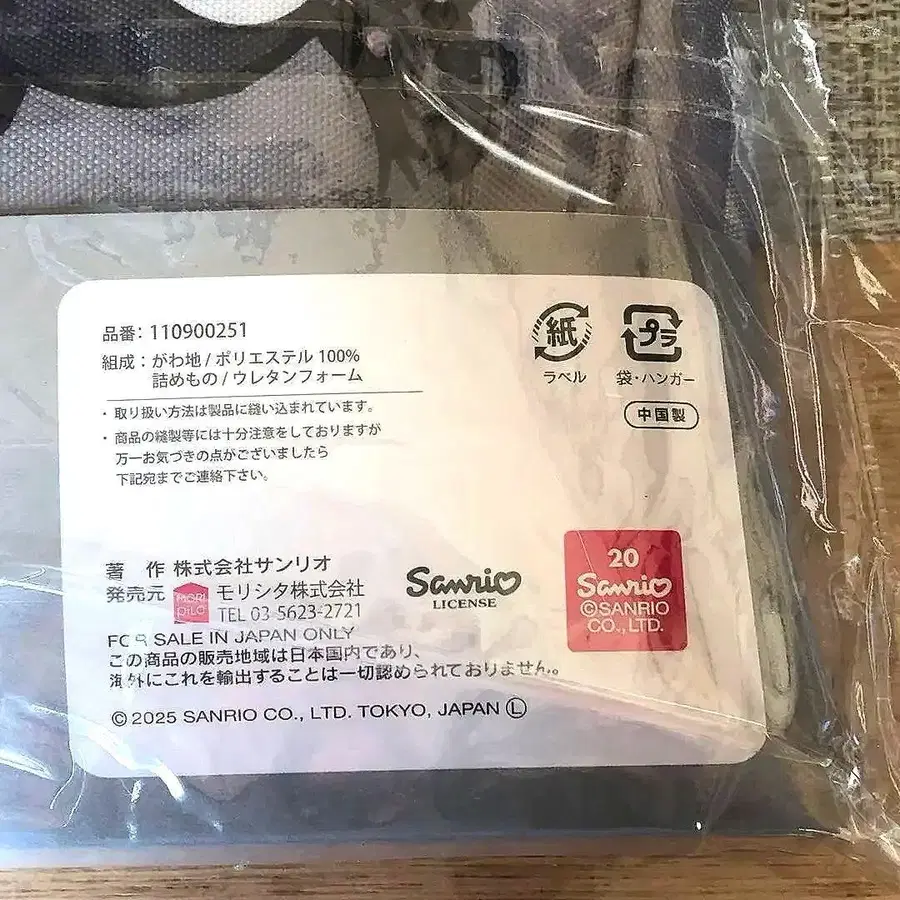 品番：110900251
組成：がわ地/ポリエステル 100%
詰めもの/ウレタンフォーム
・取り扱い方法は製品に縫い込まれています。
・商品の縫製等には十分注意をしておりますが
万一お気づきの点がございましたら
下記宛までご連絡下さい。
紙
ラベル
プラ
袋・ハンガー
中国製
著 作 株式会社サンリオ
発売元 MORI PiLO モリシタ株式会社
TEL 03-5623-2721
Sanrio
LICENSE
20
Sanrio
©SANRIO
CO., LTD.
FOR SALE IN JAPAN ONLY
この商品の販売地域は日本国内であり、
海外にこれを輸出することは一切認められておりません。
©2025 SANRIO CO., LTD. TOKYO, JAPAN Ⓛ